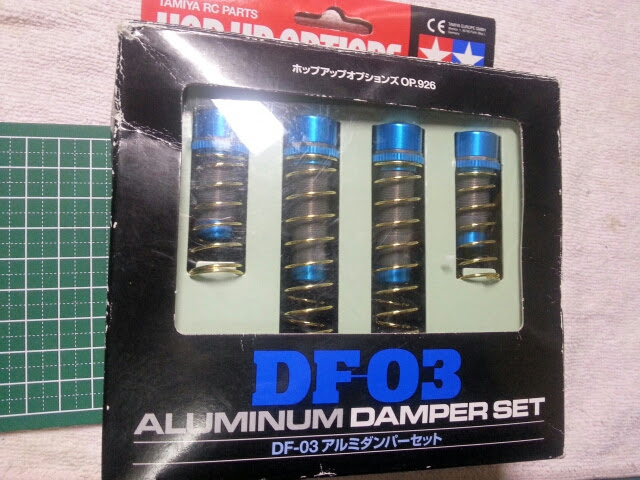 TAMIYA RC PARTS
HOP UP OPTIONS
CE
ホップアップオプションズ OP.926
DF-03
ALUMINUM DAMPER SET
DF-03 アルミダンパーセット